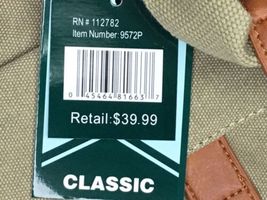 RN # 112782
Item Number: 9572P
0 45464 81663 7
Retail: $39.99
CLASSIC